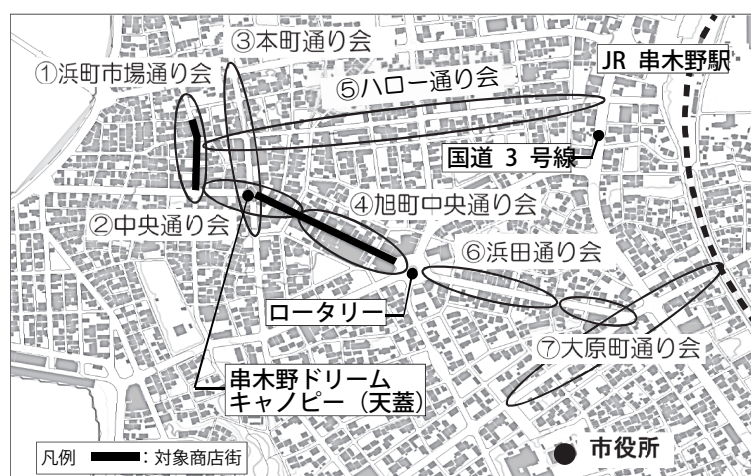 ③本町通り会
①浜町市場通り会
JR 串木野駅
⑤ハロー通り会
国道 3 号線
④旭町中央通り会
②中央通り会
⑥浜田通り会
ロータリー
⑦大原町通り会
串木野ドリーム
キャノピー（天蓋）
市役所
凡例 ：対象商店街